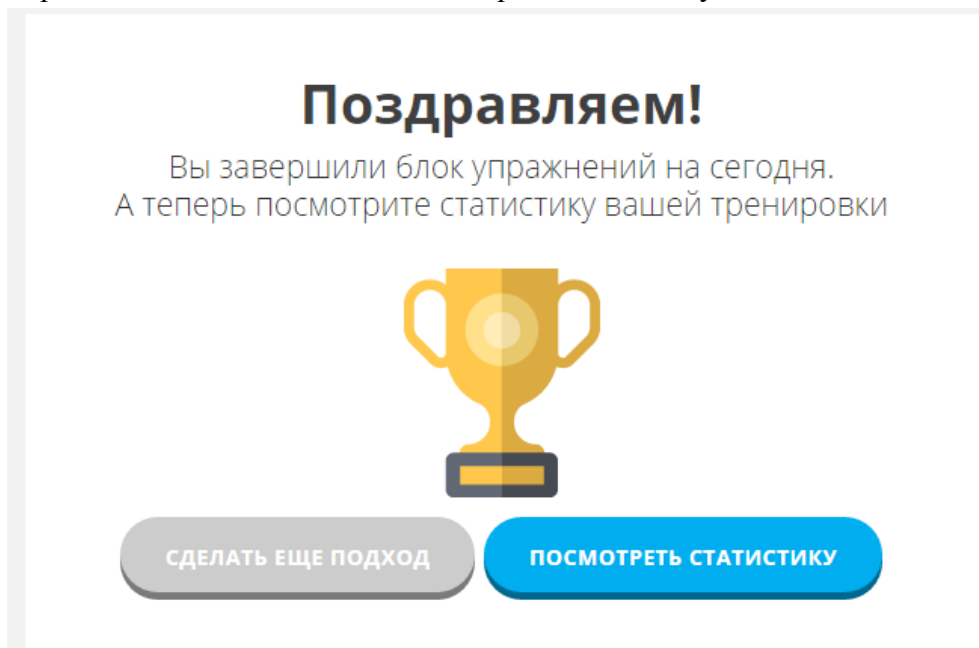 Поздравляем!
Вы завершили блок упражнений на сегодня.
А теперь посмотрите статистику вашей тренировки
СДЕЛАТЬ ЕЩЕ ПОДХОД
ПОСМОТРЕТЬ СТАТИСТИКУ